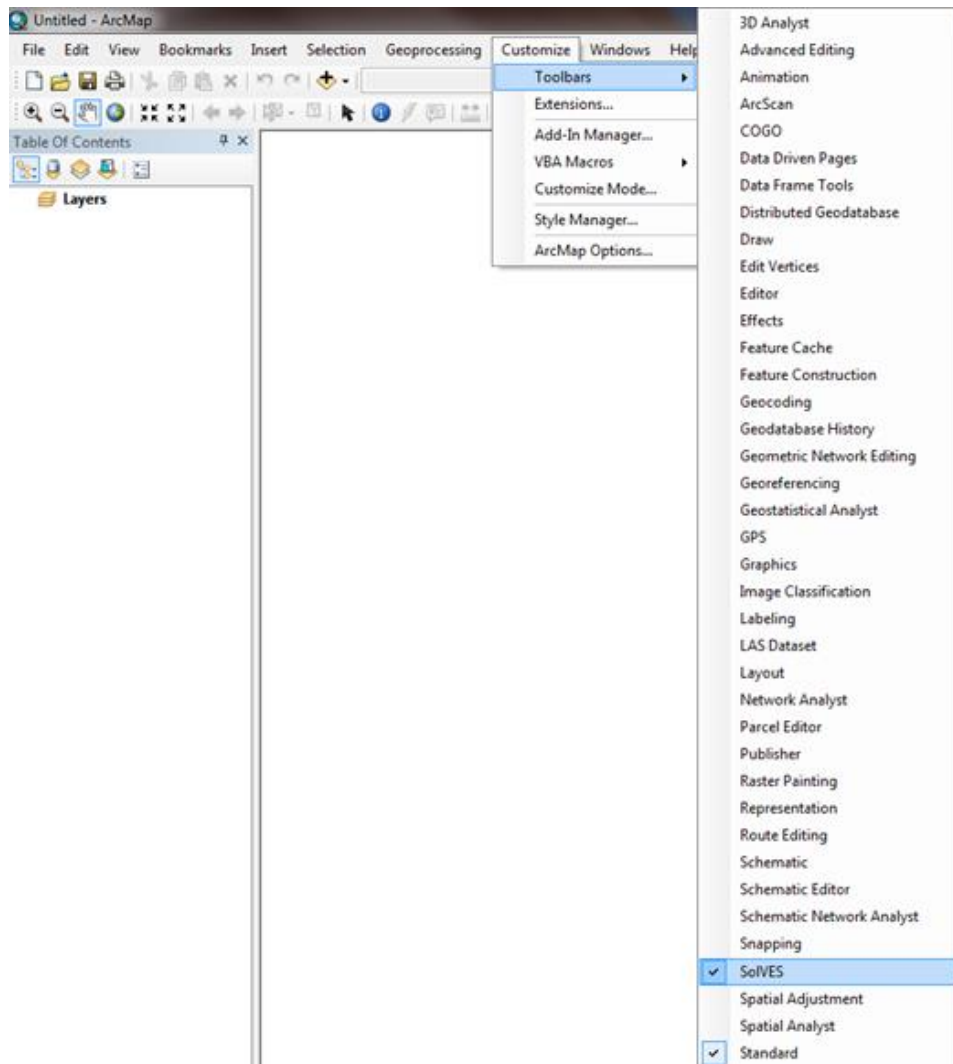 Untitled - ArcMap
File Edit View Bookmarks Insert Selection Geoprocessing Customize Windows Help
Table Of Contents
Layers
Toolbars
Extensions...
Add-In Manager...
VBA Macros
Customize Mode...
Style Manager...
ArcMap Options...
3D Analyst
Advanced Editing
Animation
ArcScan
COGO
Data Driven Pages
Data Frame Tools
Distributed Geodatabase
Draw
Edit Vertices
Editor
Effects
Feature Cache
Feature Construction
Geocoding
Geodatabase History
Geometric Network Editing
Georeferencing
Geostatistical Analyst
GPS
Graphics
Image Classification
Labeling
LAS Dataset
Layout
Network Analyst
Parcel Editor
Publisher
Raster Painting
Representation
Route Editing
Schematic
Schematic Editor
Schematic Network Analyst
Snapping
SolVES
Spatial Adjustment
Spatial Analyst
Standard